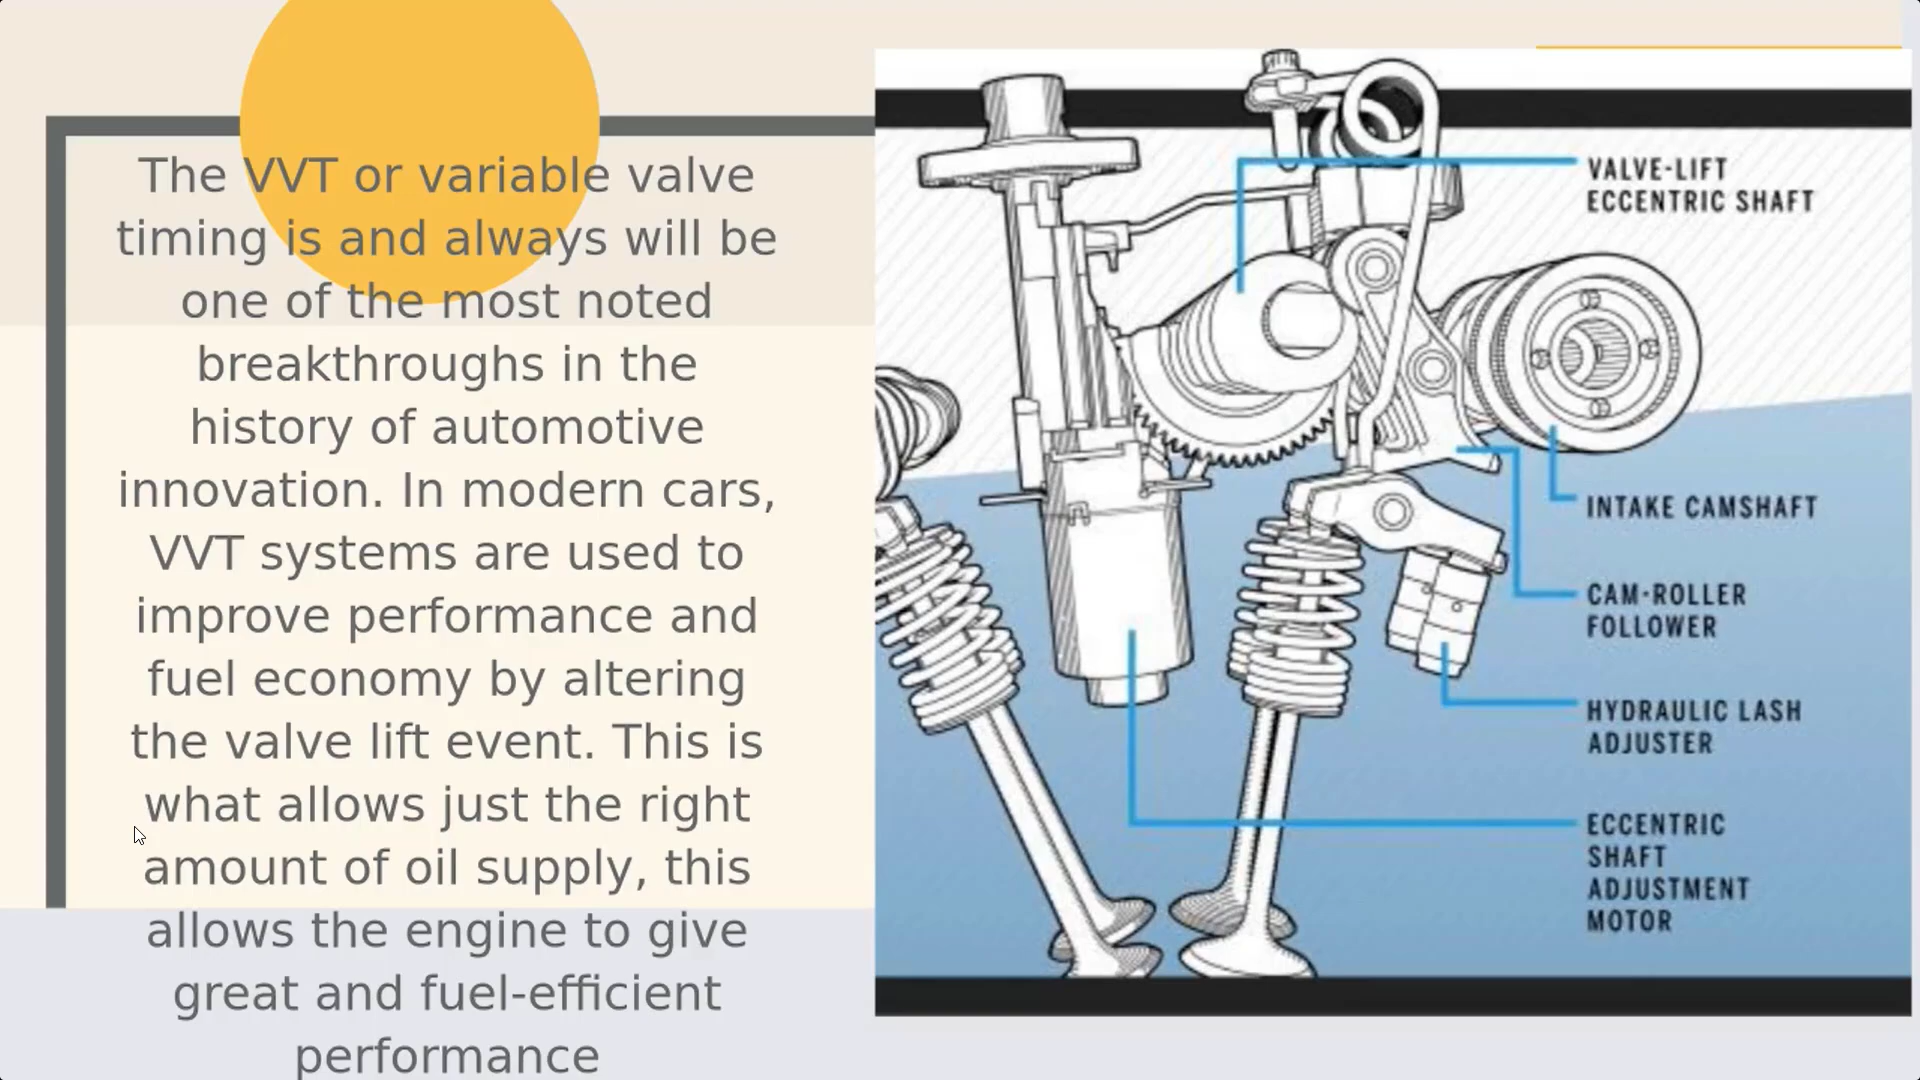 The VVT or variable valve
timing is and always will be
one of the most noted
breakthroughs in the
history of automotive
innovation. In modern cars,
VVT systems are used to
improve performance and
fuel economy by altering
the valve lift event. This is
what allows just the right
amount of oil supply, this
allows the engine to give
great and fuel-efficient
performance
VALVE-LIFT
ECCENTRIC SHAFT
INTAKE CAMSHAFT
CAM-ROLLER
FOLLOWER
HYDRAULIC LASH
ADJUSTER
ECCENTRIC
SHAFT
ADJUSTMENT
MOTOR